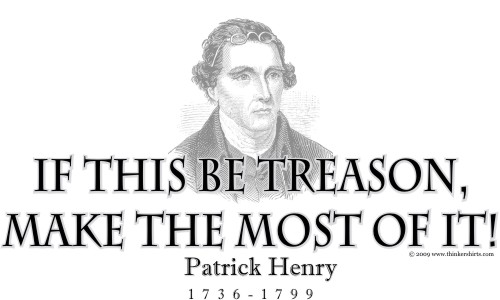 IF THIS BE TREASON,
MAKE THE MOST OF IT!
© 2009 www.thinkershirts.com
Patrick Henry
1736-1799